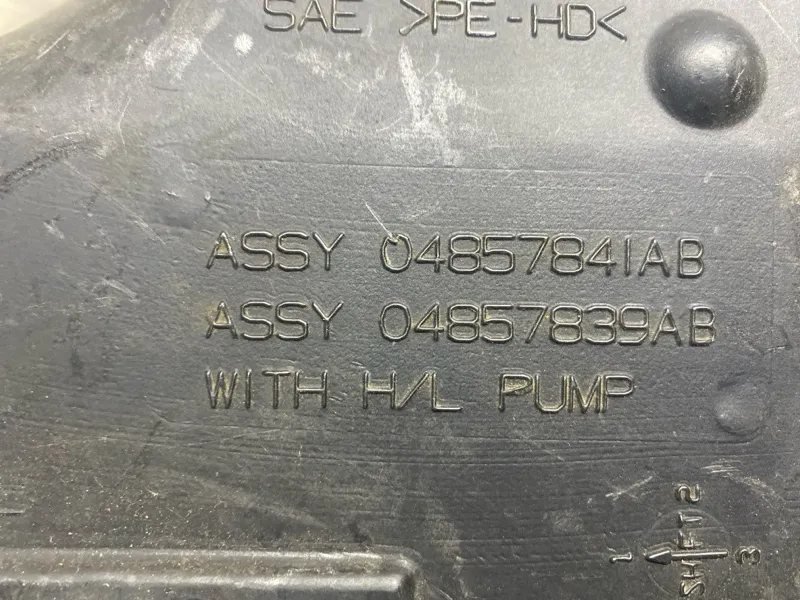 SAE >PE-HD<
ASSY 04857841AB
ASSY 04857839AB
WITH H/L PUMP
SHIFT
1 2 3